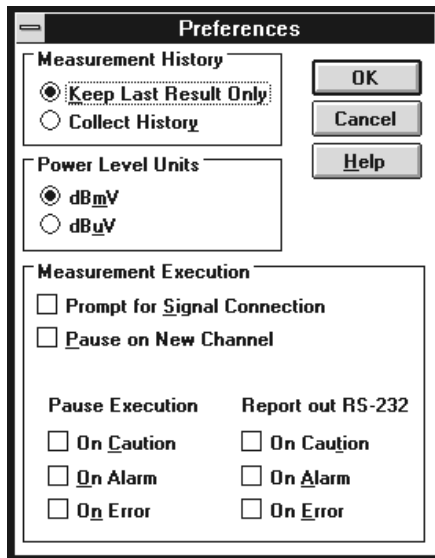 Preferences
Measurement History
Keep Last Result Only
Collect History
OK
Cancel
Help
Power Level Units
dBmV
dBuV
Measurement Execution
Prompt for Signal Connection
Pause on New Channel
Pause Execution
On Caution
On Alarm
On Error
Report out RS-232
On Caution
On Alarm
On Error